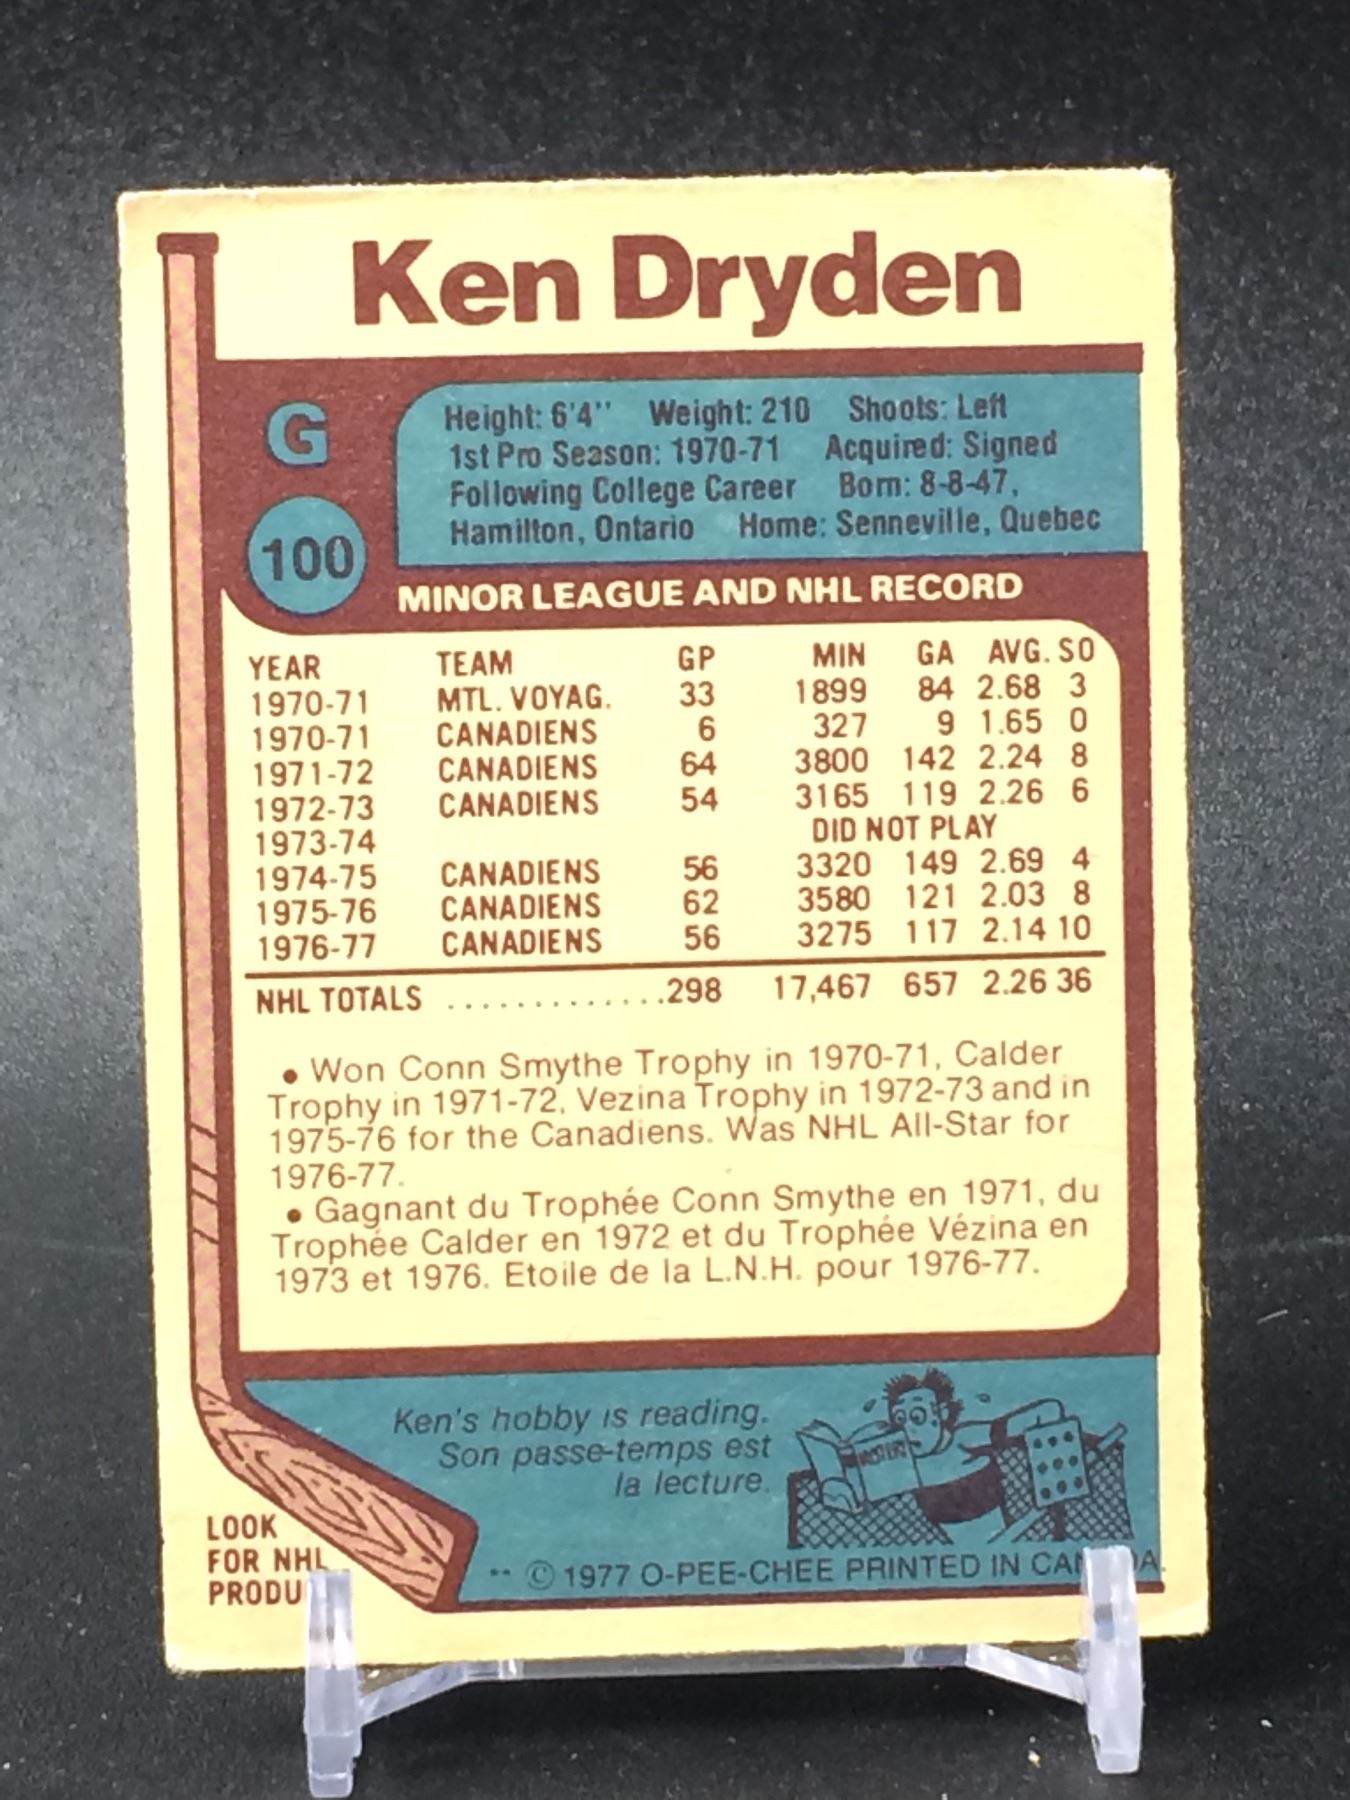 Ken Dryden
G
100
Height: 6'4" Weight: 210 Shoots: Left
1st Pro Season: 1970-71 Acquired: Signed
Following College Career Born: 8-8-47,
Hamilton, Ontario Home: Senneville, Quebec
MINOR LEAGUE AND NHL RECORD
YEAR TEAM GP MIN GA AVG. SO
1970-71 MTL. VOYAG. 33 1899 84 2.68 3
1970-71 CANADIENS 6 327 9 1.65 0
1971-72 CANADIENS 64 3800 142 2.24 8
1972-73 CANADIENS 54 3165 119 2.26 6
1973-74 DID NOT PLAY
1974-75 CANADIENS 56 3320 149 2.69 4
1975-76 CANADIENS 62 3580 121 2.03 8
1976-77 CANADIENS 56 3275 117 2.14 10
NHL TOTALS ..............298 17,467 657 2.26 36
• Won Conn Smythe Trophy in 1970-71, Calder
Trophy in 1971-72, Vezina Trophy in 1972-73 and in
1975-76 for the Canadiens. Was NHL All-Star for
1976-77.
• Gagnant du Trophée Conn Smythe en 1971, du
Trophée Calder en 1972 et du Trophée Vézina en
1973 et 1976. Etoile de la L.N.H. pour 1976-77.
Ken's hobby is reading.
Son passe-temps est
la lecture.
LOOK
FOR NHL
PRODU
** © 1977 O-PEE-CHEE PRINTED IN CANADA.